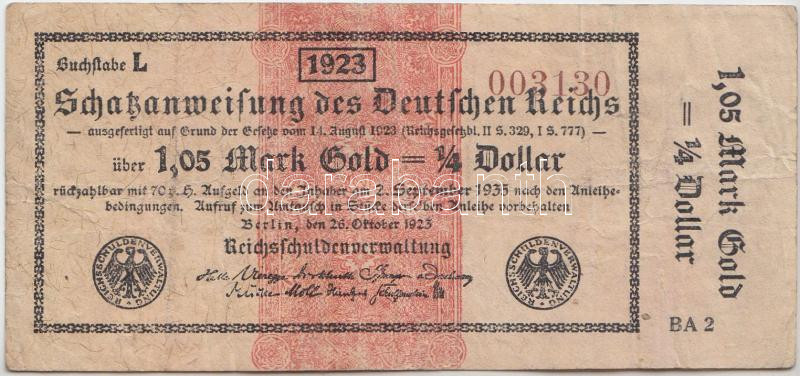 Buchstabe L
1923
003130
Schatzanweisung des Deutschen Reichs
— ausgefertigt auf Grund der Gesetze vom 14. August 1923 (Reichsgesetzbl. II S. 329, I S. 777) —
über 1,05 Mark Gold = ¼ Dollar
rückzahlbar mit 70 v. H. Aufgeld an den Inhaber am 2. September 1935 nach den Anleihe-
bedingungen. Aufruf zum Umtausch in Stücke der Anleihe vorbehalten
Berlin, den 26. Oktober 1923
Reichsschuldenverwaltung
REICHSSCHULDENVERWALTUNG
REICHSSCHULDENVERWALTUNG
1,05 Mark Gold
= ¼ Dollar
BA 2